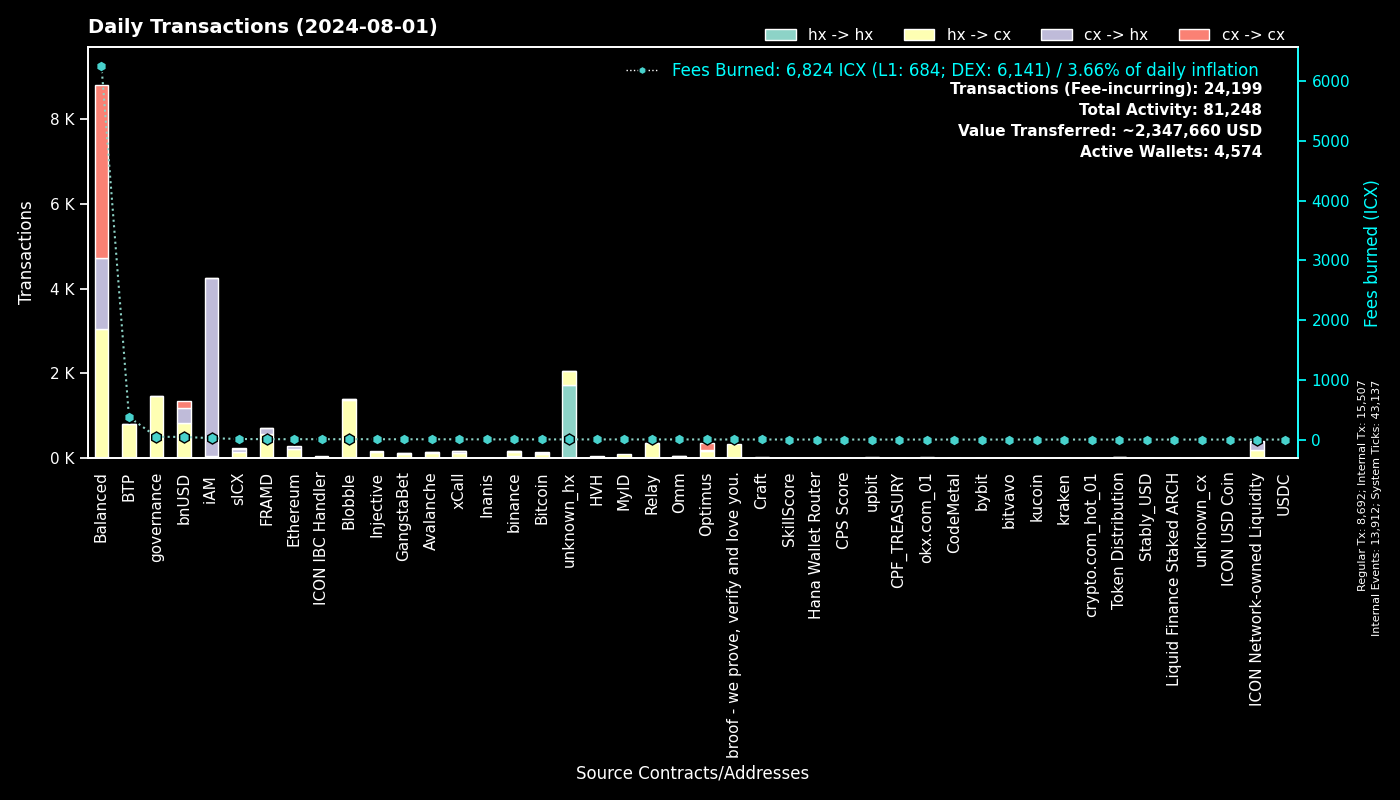 Daily Transactions (2024-08-01)
hx -> hx
hx -> cx
cx -> hx
cx -> cx
Fees Burned: 6,824 ICX (L1: 684; DEX: 6,141) / 3.66% of daily inflation
Transactions (Fee-incurring): 24,199
Total Activity: 81,248
Value Transferred: ~2,347,660 USD
Active Wallets: 4,574
Transactions
8 K
6 K
4 K
2 K
0 K
6000
5000
4000
3000
2000
1000
0
Fees burned (ICX)
Regular Tx: 8,692; Internal Tx: 15,507
Internal Events: 13,912; System Ticks: 43,137
Balanced
BTP
governance
bnUSD
iAM
sICX
FRAMD
Ethereum
ICON IBC Handler
Blobble
Injective
GangstaBet
Avalanche
xCall
Inanis
binance
Bitcoin
unknown_hx
HVH
MyID
Relay
Omm
Optimus
broof - we prove, verify and love you.
Craft
SkillScore
Hana Wallet Router
CPS Score
upbit
CPF_TREASURY
okx.com_01
CodeMetal
bybit
bitvavo
kucoin
kraken
crypto.com_hot_01
Token Distribution
Stably_USD
Liquid Finance Staked ARCH
unknown_cx
ICON USD Coin
ICON Network-owned Liquidity
USDC
Source Contracts/Addresses